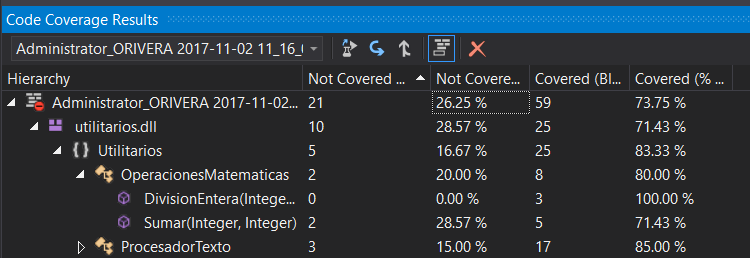 Code Coverage Results
Administrator_ORIVERA 2017-11-02 11_16_
Hierarchy Not Covered ... Not Covere... Covered (Bl... Covered (% ...
Administrator_ORIVERA 2017-11-02... 21 26.25 % 59 73.75 %
utilitarios.dll 10 28.57 % 25 71.43 %
{ } Utilitarios 5 16.67 % 25 83.33 %
OperacionesMatematicas 2 20.00 % 8 80.00 %
DivisionEntera(Intege... 0 0.00 % 3 100.00 %
Sumar(Integer, Integer) 2 28.57 % 5 71.43 %
ProcesadorTexto 3 15.00 % 17 85.00 %